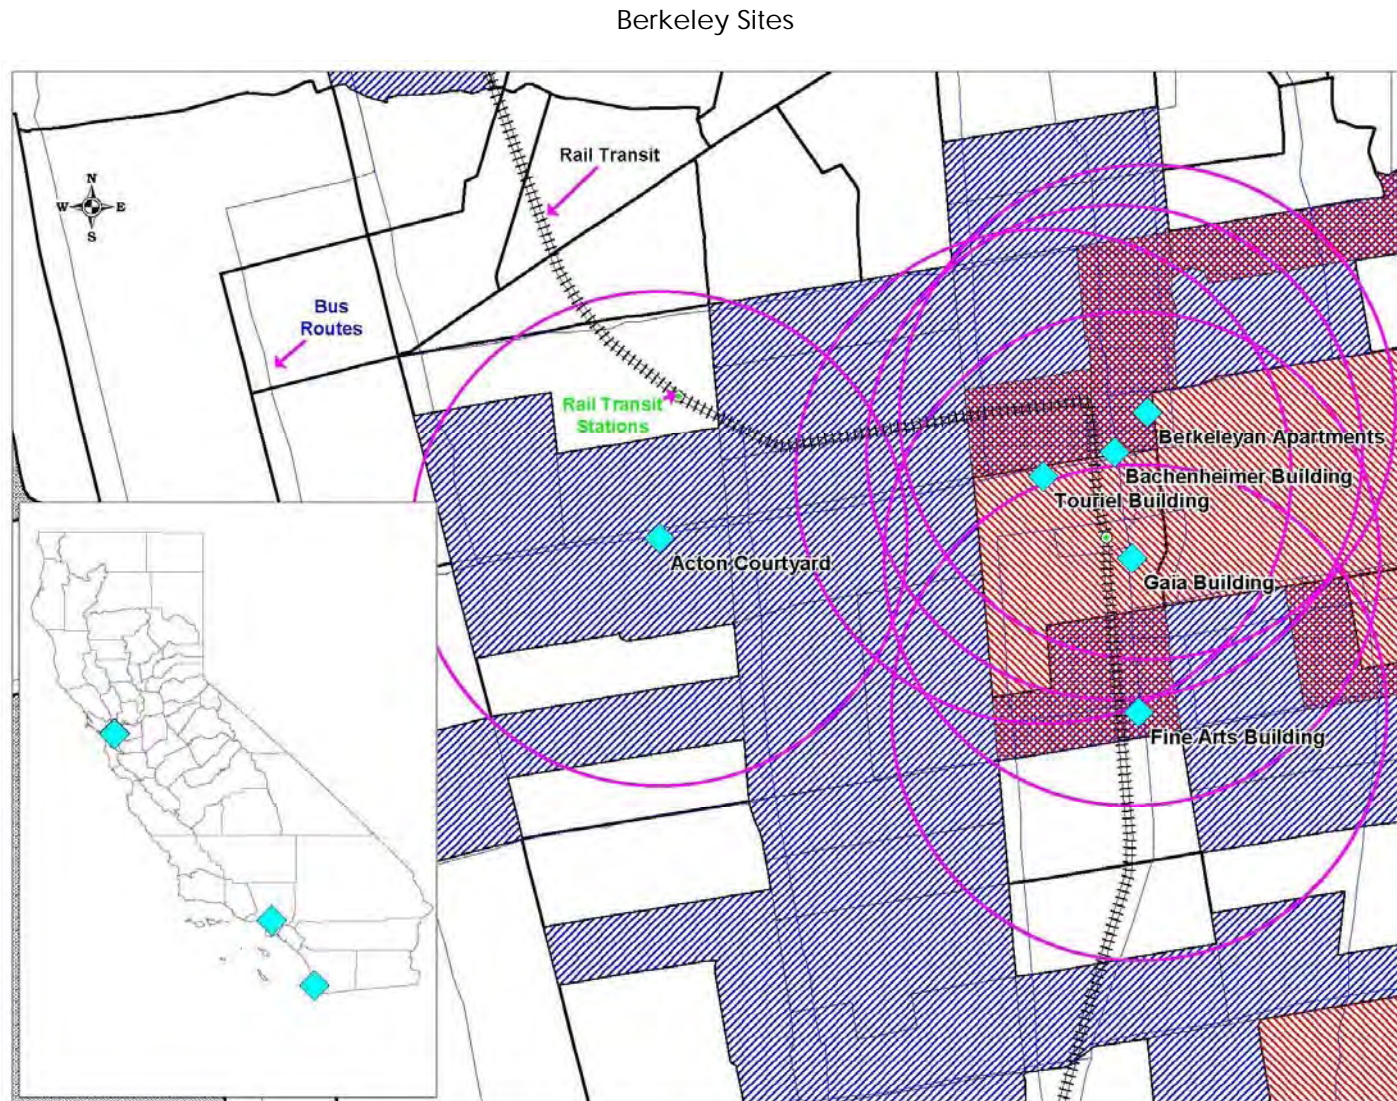 Berkeley Sites
Rail Transit
N
W E
S
Bus
Routes
Rail Transit
Stations
Berkeleyan Apartments
Bachenheimer Building
Touriel Building
Acton Courtyard
Gaia Building
Fine Arts Building